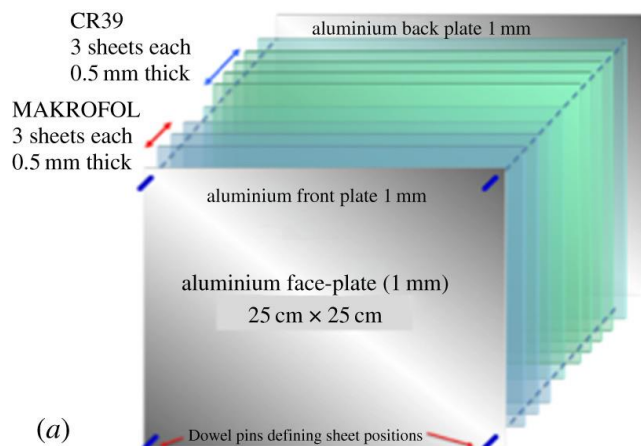 CR39
3 sheets each
0.5 mm thick
aluminium back plate 1 mm
MAKROFOL
3 sheets each
0.5 mm thick
aluminium front plate 1 mm
aluminium face-plate (1 mm)
25 cm × 25 cm
(a)
Dowel pins defining sheet positions